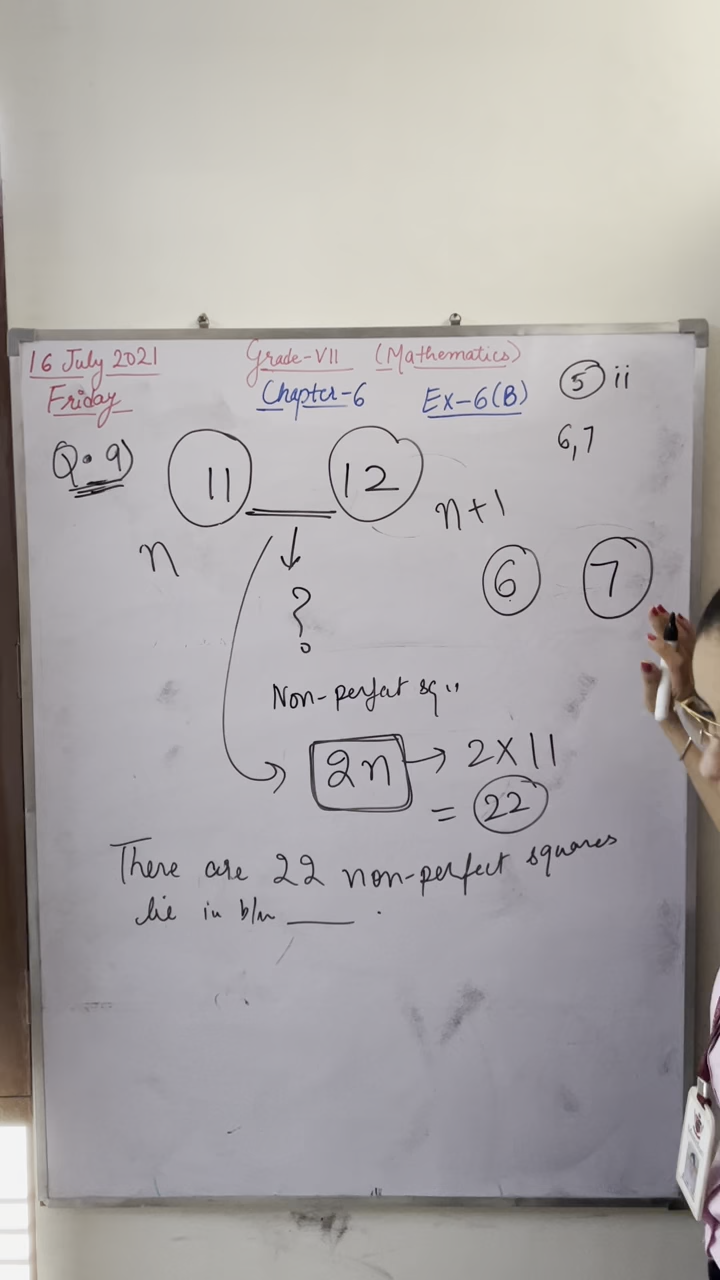 16 July 2021
Friday
Grade-VII (Mathematics)
Chapter-6 Ex-6(B)
5 ii
6,7
Q.9)
11 12
n n+1
?
6 7
Non-perfect sq"
2n → 2×11
= 22
There are 22 non-perfect squares
lie in b/w ____ .